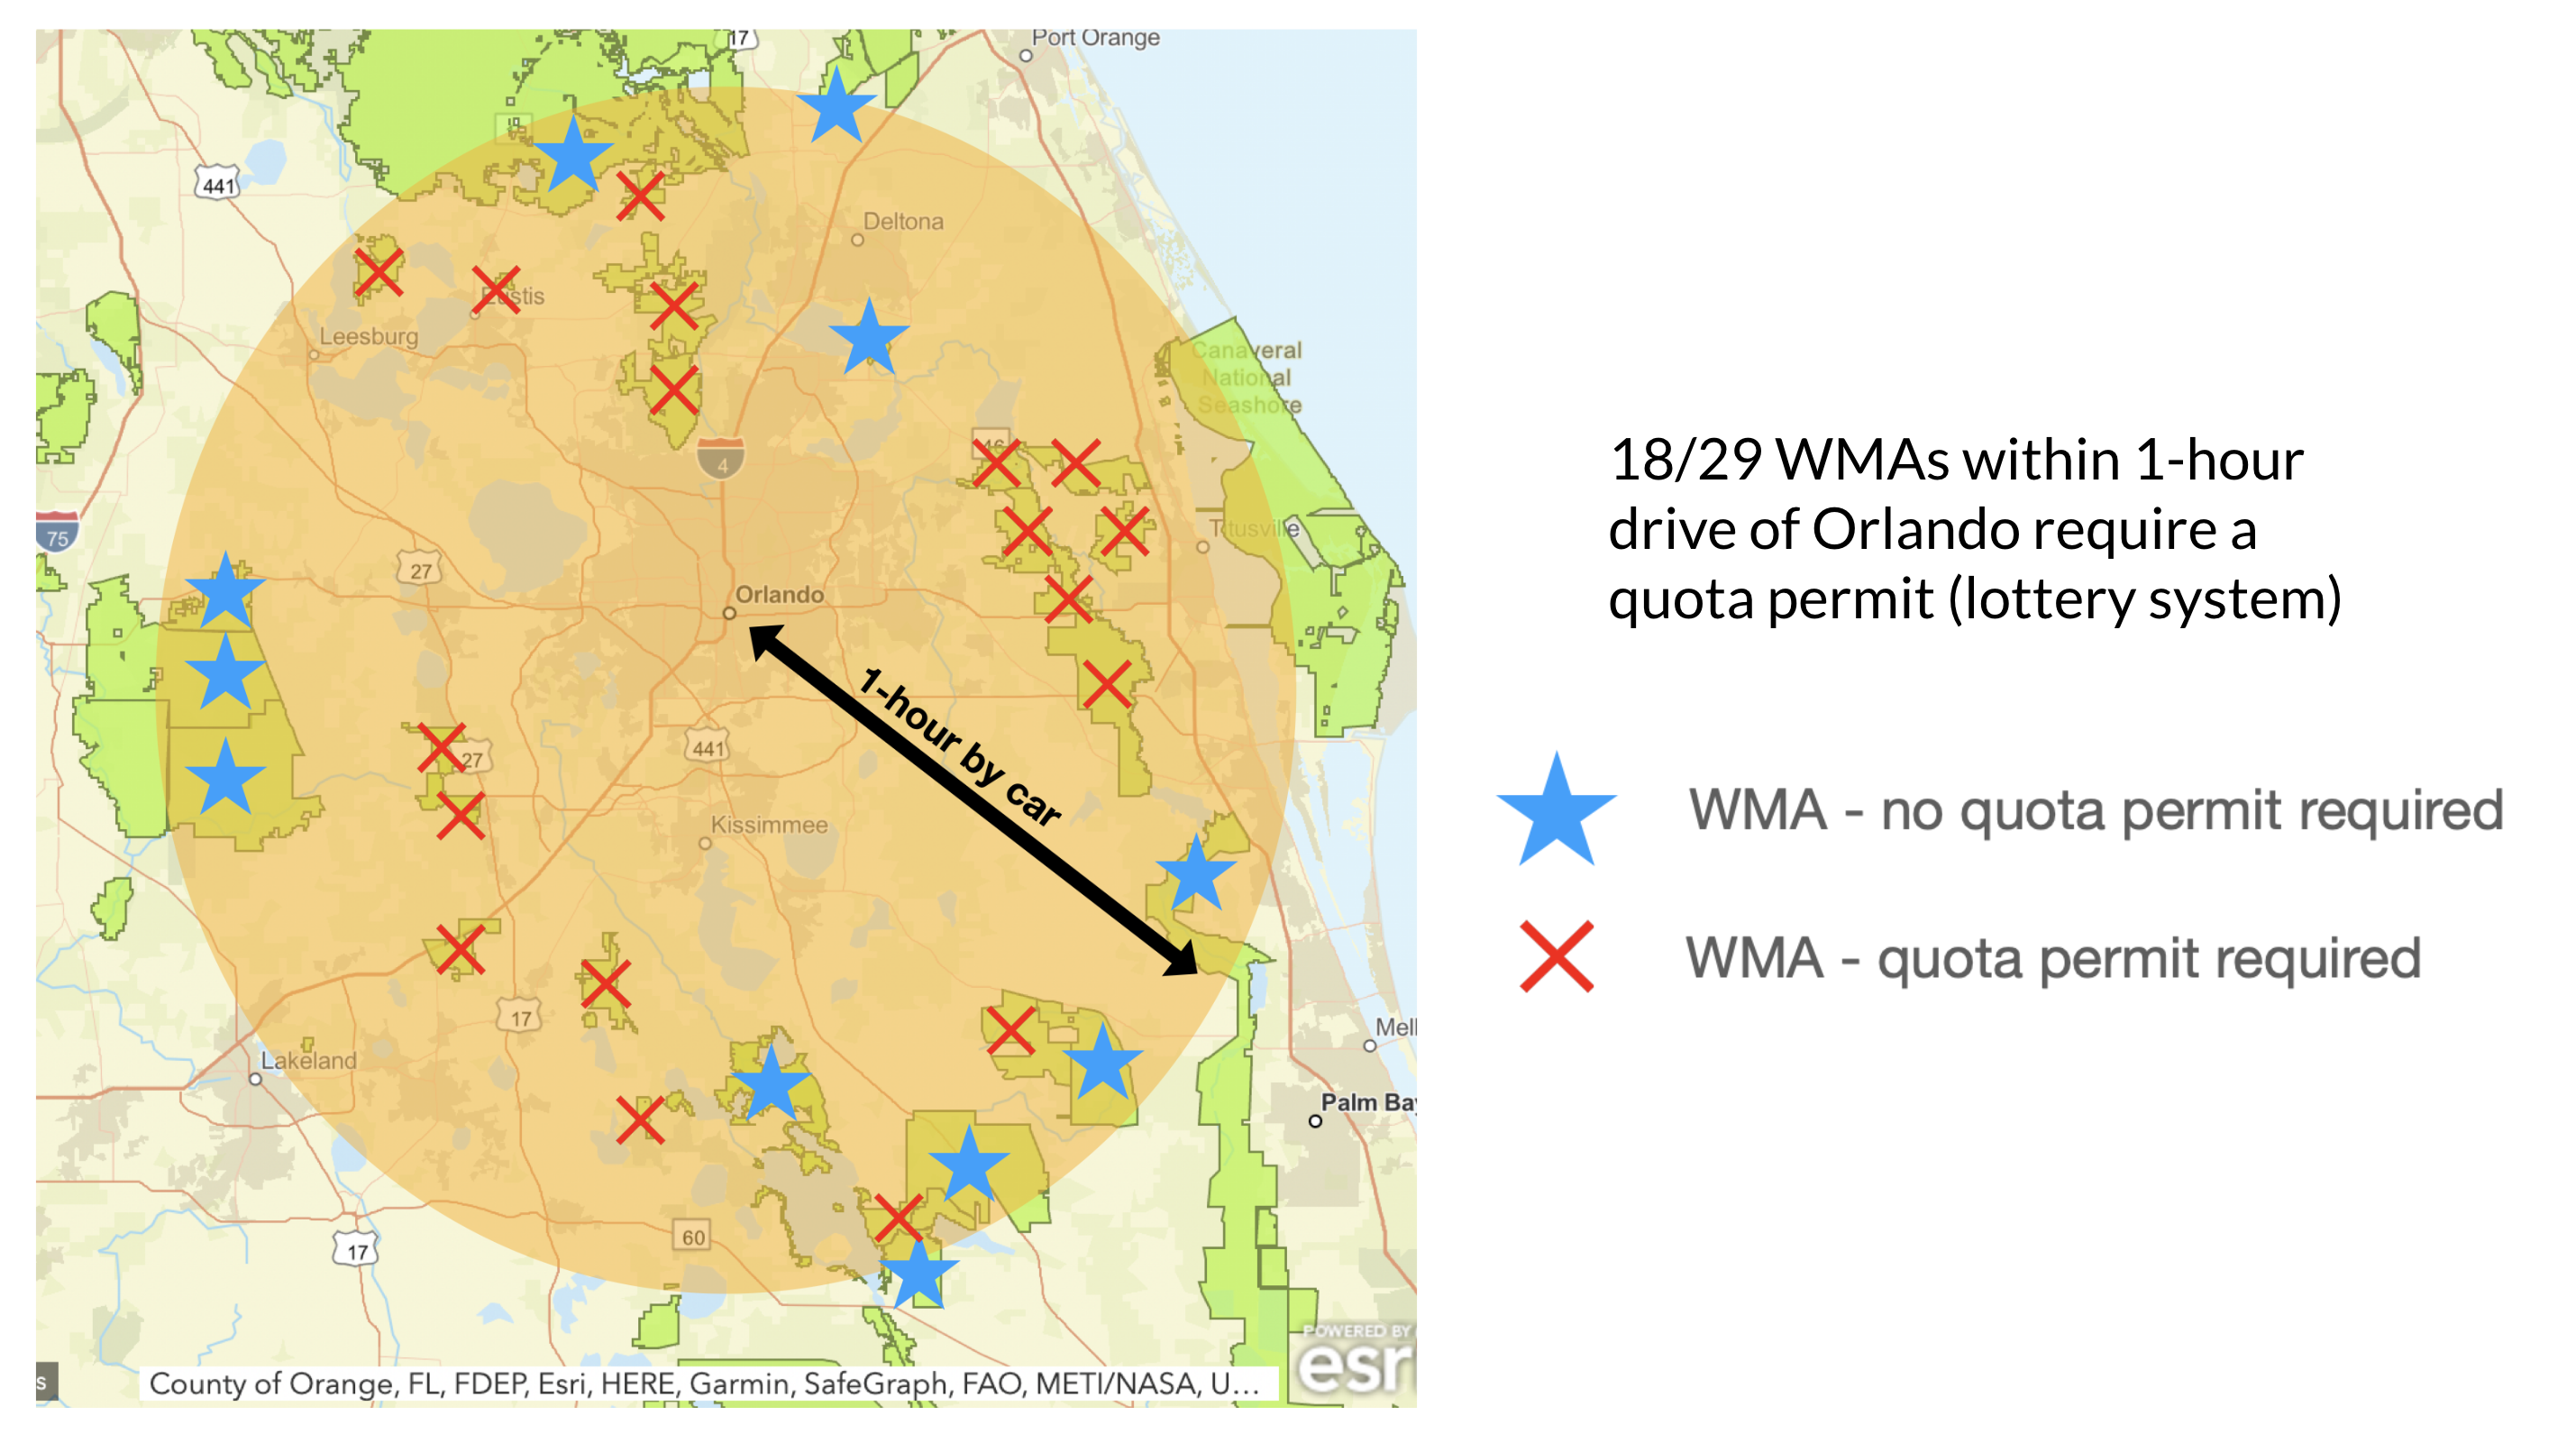 17
Port Orange
441
Deltona
Eustis
Leesburg
Canaveral
National
Seashore
46
4
75
Titusville
27
Orlando
1-hour by car
441
27
Kissimmee
17
Lakeland
Palm Bay
60
17
POWERED BY
esri
s
County of Orange, FL, FDEP, Esri, HERE, Garmin, SafeGraph, FAO, METI/NASA, U...
18/29 WMAs within 1-hour
drive of Orlando require a
quota permit (lottery system)
WMA - no quota permit required
WMA - quota permit required